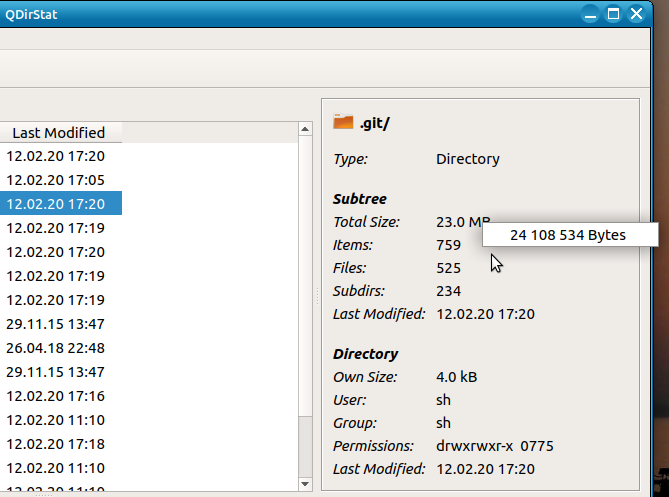 QDirStat
Last Modified
12.02.20 17:20
12.02.20 17:05
12.02.20 17:20
12.02.20 17:19
12.02.20 17:20
12.02.20 17:19
12.02.20 17:19
29.11.15 13:47
26.04.18 22:48
29.11.15 13:47
12.02.20 17:16
12.02.20 11:10
12.02.20 17:18
12.02.20 11:10
12.02.20 11:10
.git/
Type: Directory
Subtree
Total Size: 23.0 MB
24 108 534 Bytes
Items: 759
Files: 525
Subdirs: 234
Last Modified: 12.02.20 17:20
Directory
Own Size: 4.0 kB
User: sh
Group: sh
Permissions: drwxrwxr-x 0775
Last Modified: 12.02.20 17:20